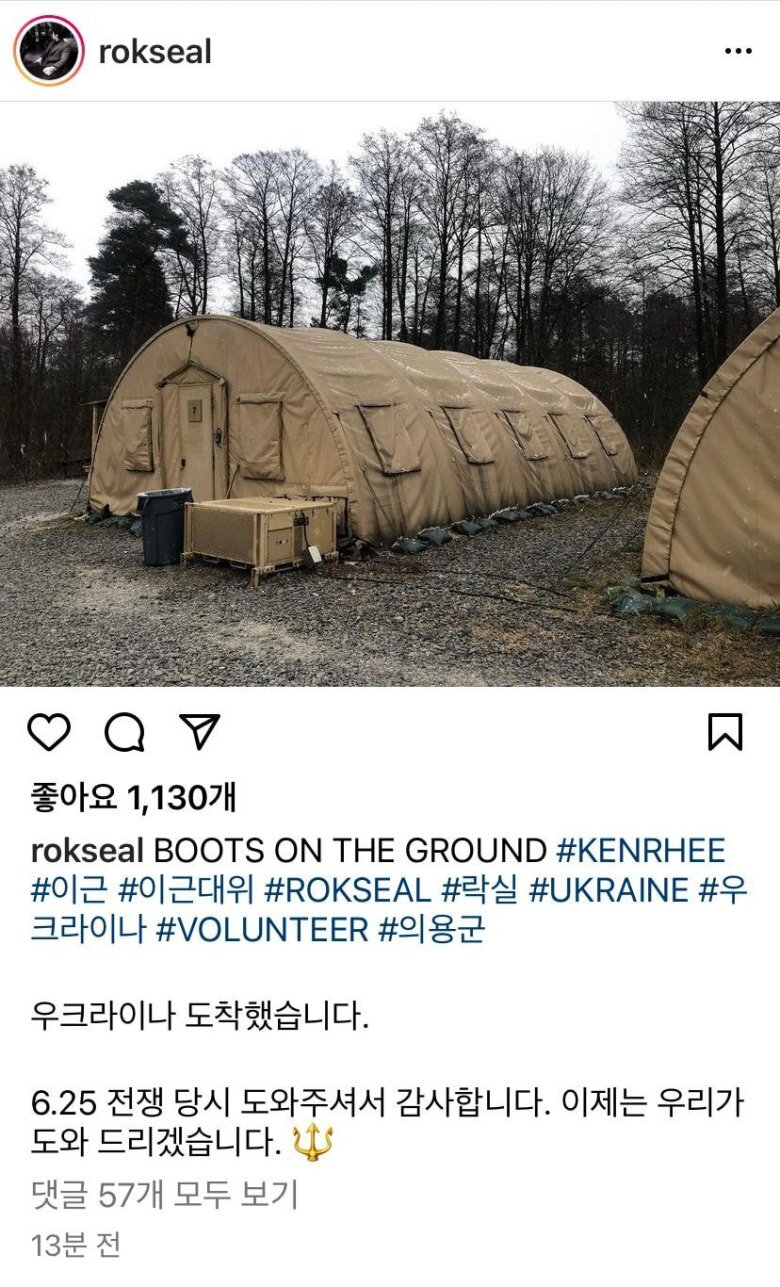 rokseal
7
좋아요 1,130개
rokseal BOOTS ON THE GROUND #KENRHEE
#이근 #이근대위 #ROKSEAL #락실 #UKRAINE #우
크라이나 #VOLUNTEER #의용군
우크라이나 도착했습니다.
6.25 전쟁 당시 도와주셔서 감사합니다. 이제는 우리가
도와 드리겠습니다. 🔱
댓글 57개 모두 보기
13분 전